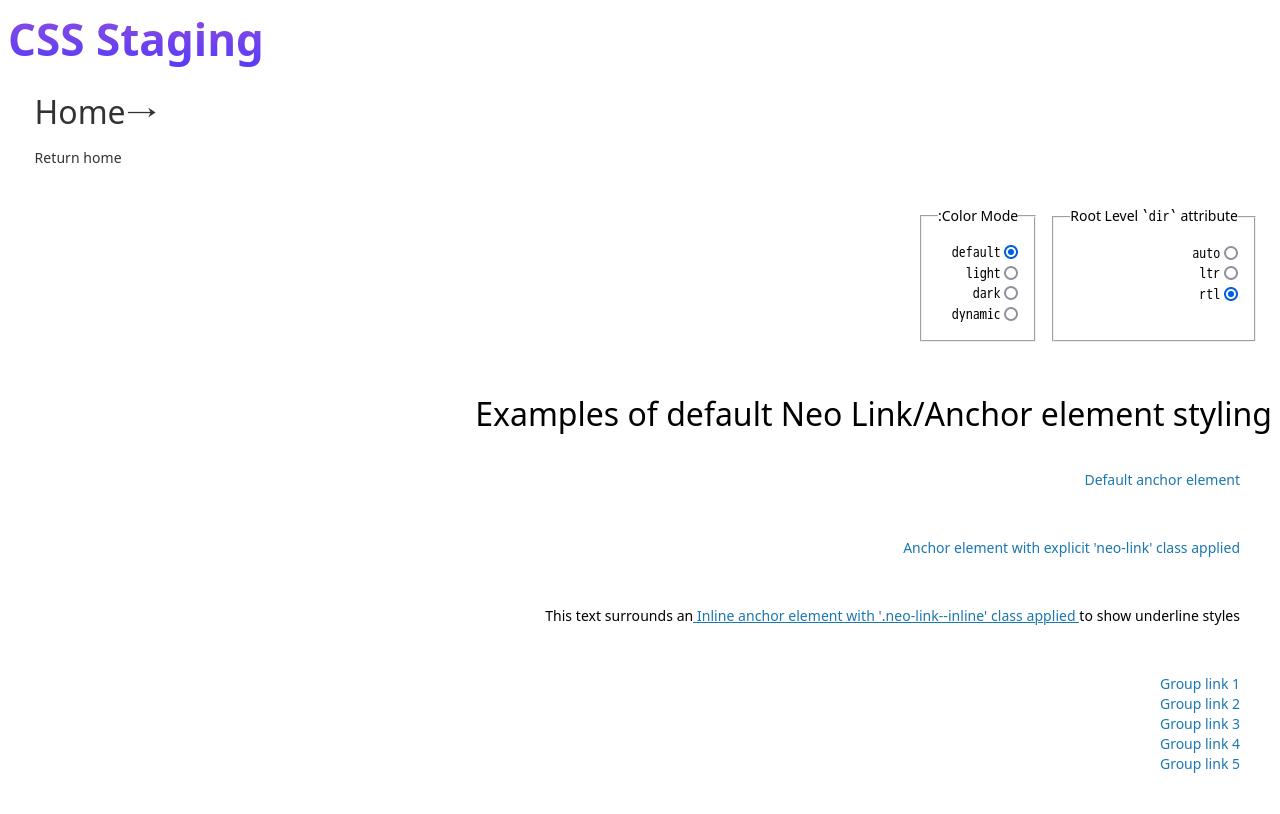 CSS Staging
Home→
Return home
:Color Mode
default
light
dark
dynamic
Root Level `dir` attribute
auto
ltr
rtl
Examples of default Neo Link/Anchor element styling
Default anchor element
Anchor element with explicit 'neo-link' class applied
This text surrounds an Inline anchor element with '.neo-link--inline' class applied to show underline styles
Group link 1
Group link 2
Group link 3
Group link 4
Group link 5